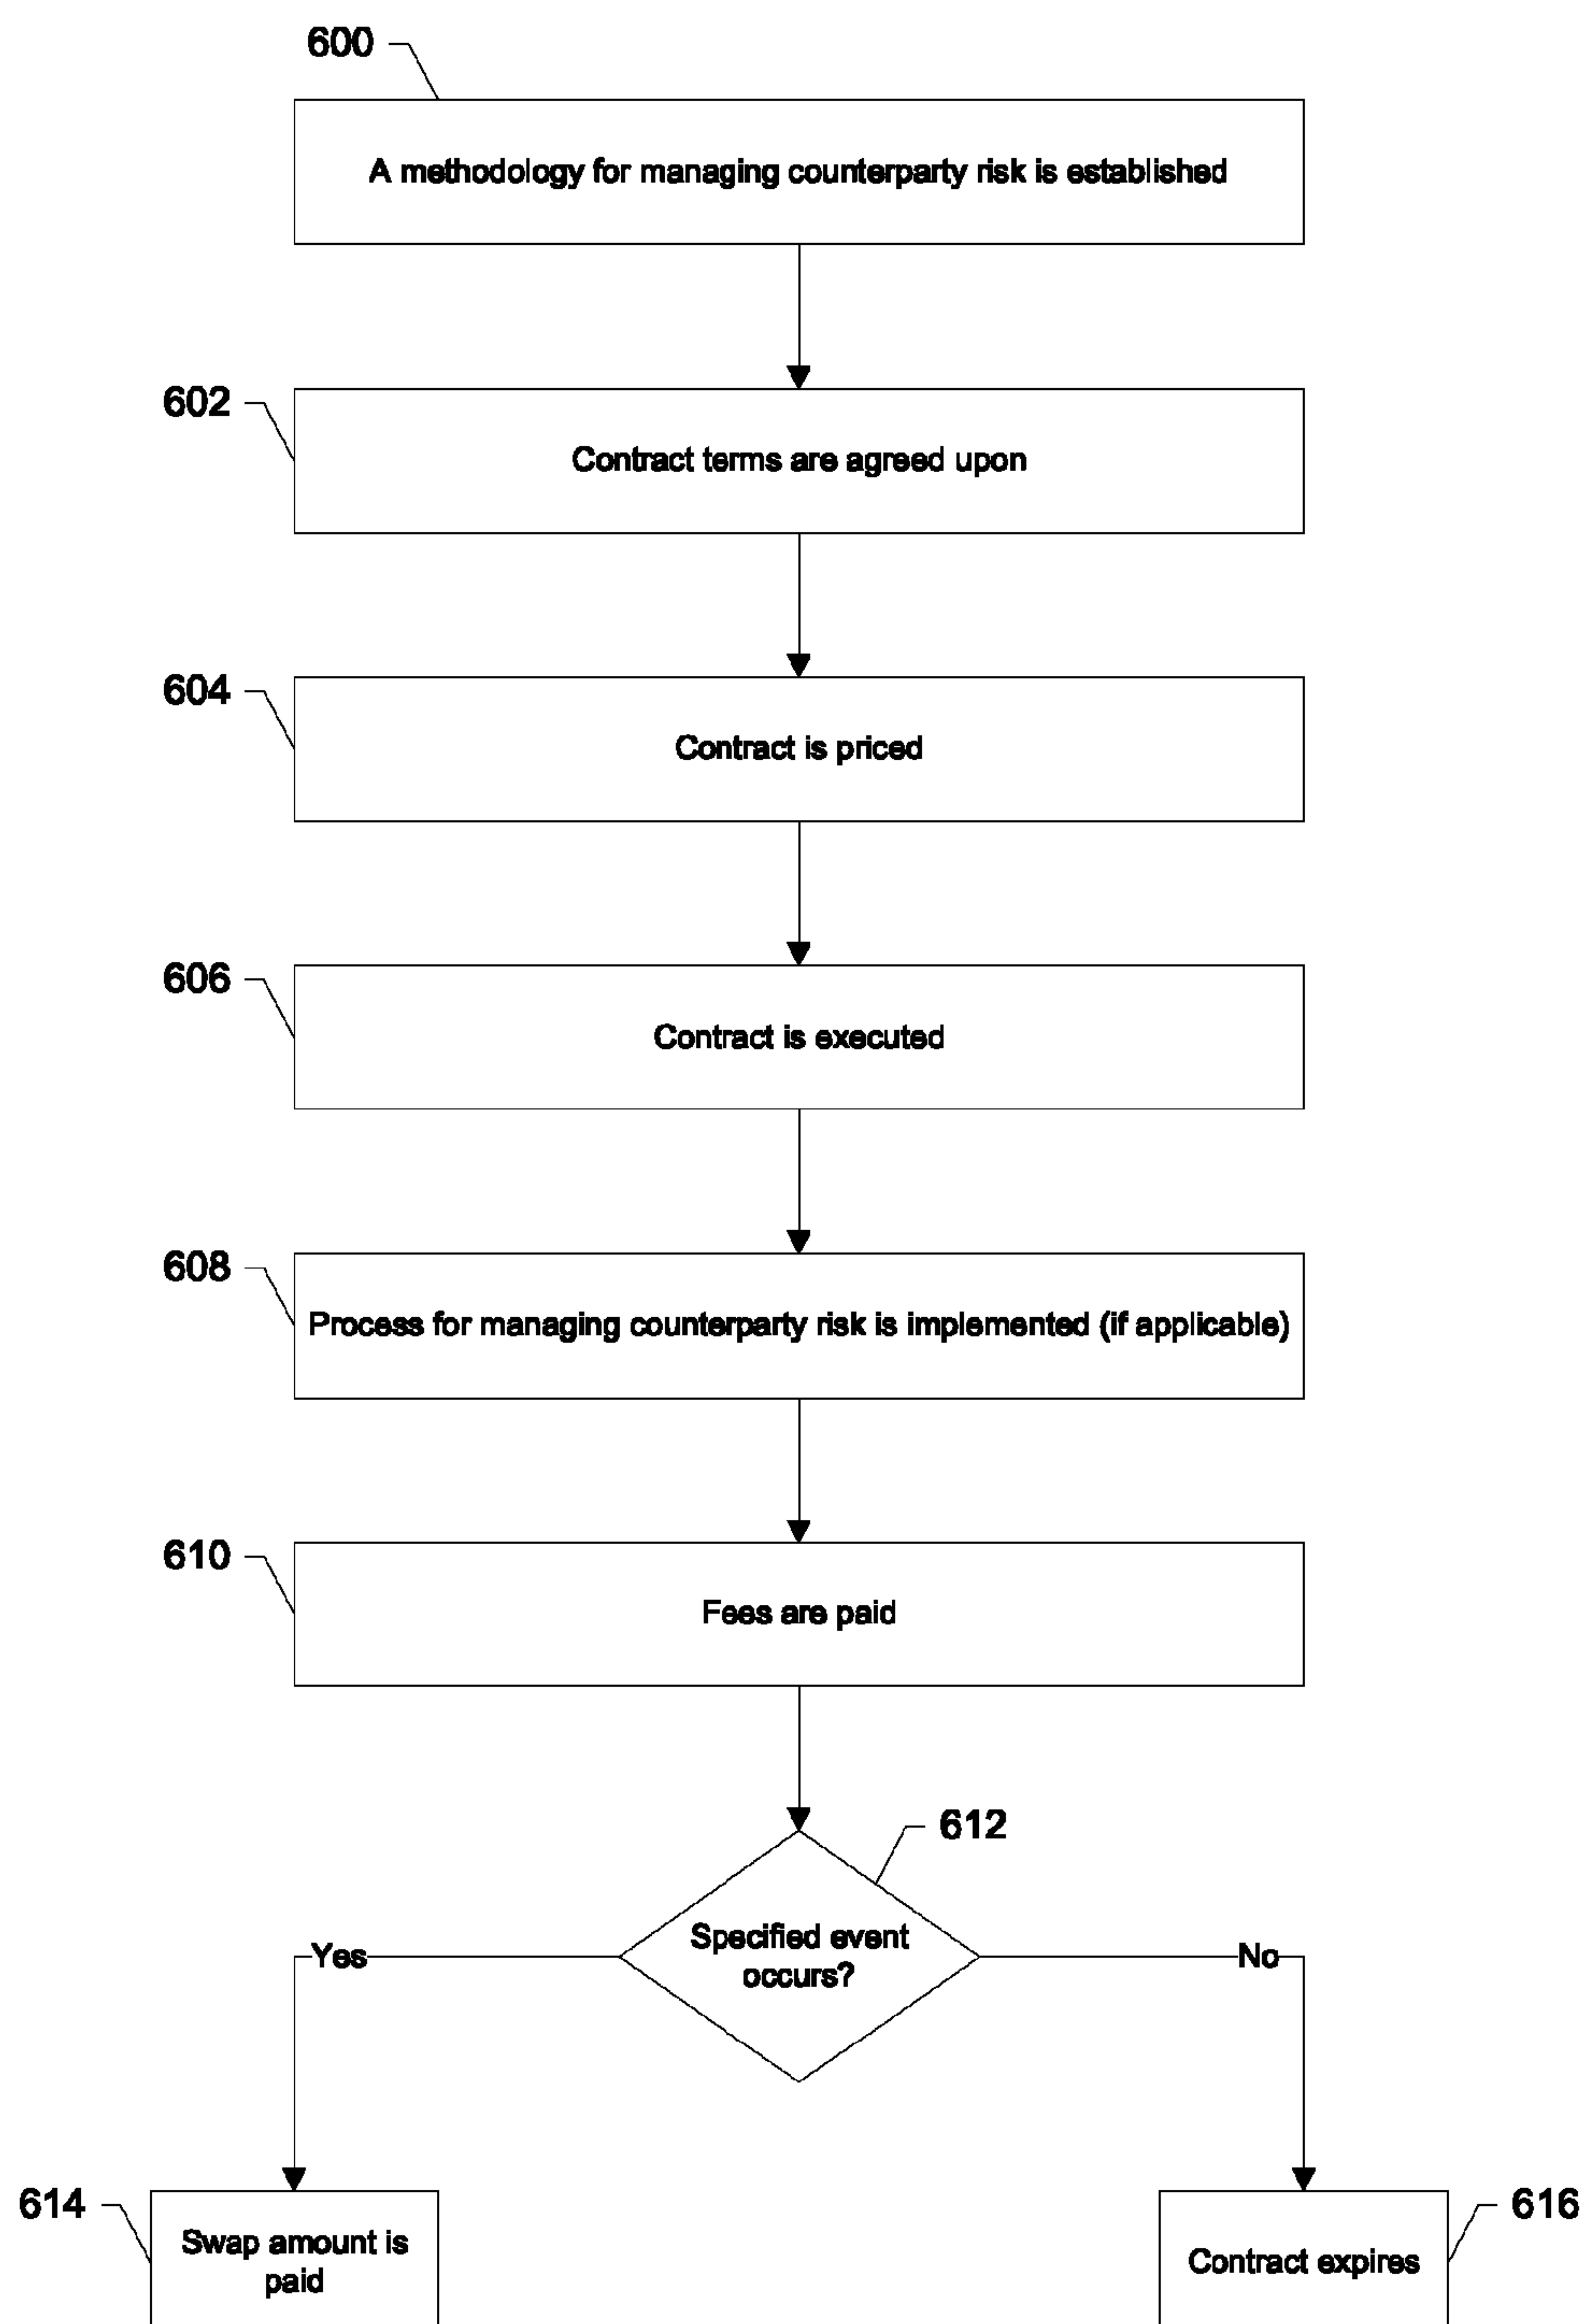 600
A methodology for managing counterparty risk is established
602
Contract terms are agreed upon
604
Contract is priced
606
Contract is executed
608
Process for managing counterparty risk is implemented (if applicable)
610
Fees are paid
612
Specified event
occurs?
Yes
No
614
Swap amount is
paid
616
Contract expires